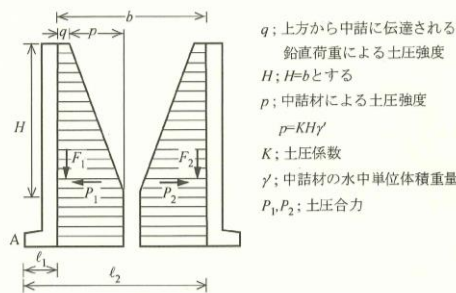 b
q
p
H
F₁
F₂
P₁
P₂
A
ℓ₁
ℓ₂
q ; 上方から中詰に伝達される
鉛直荷重による土圧強度
H ; H=bとする
p ; 中詰材による土圧強度
p=KHγ'
K ; 土圧係数
γ' ; 中詰材の水中単位体積重量
P₁,P₂ ; 土圧合力